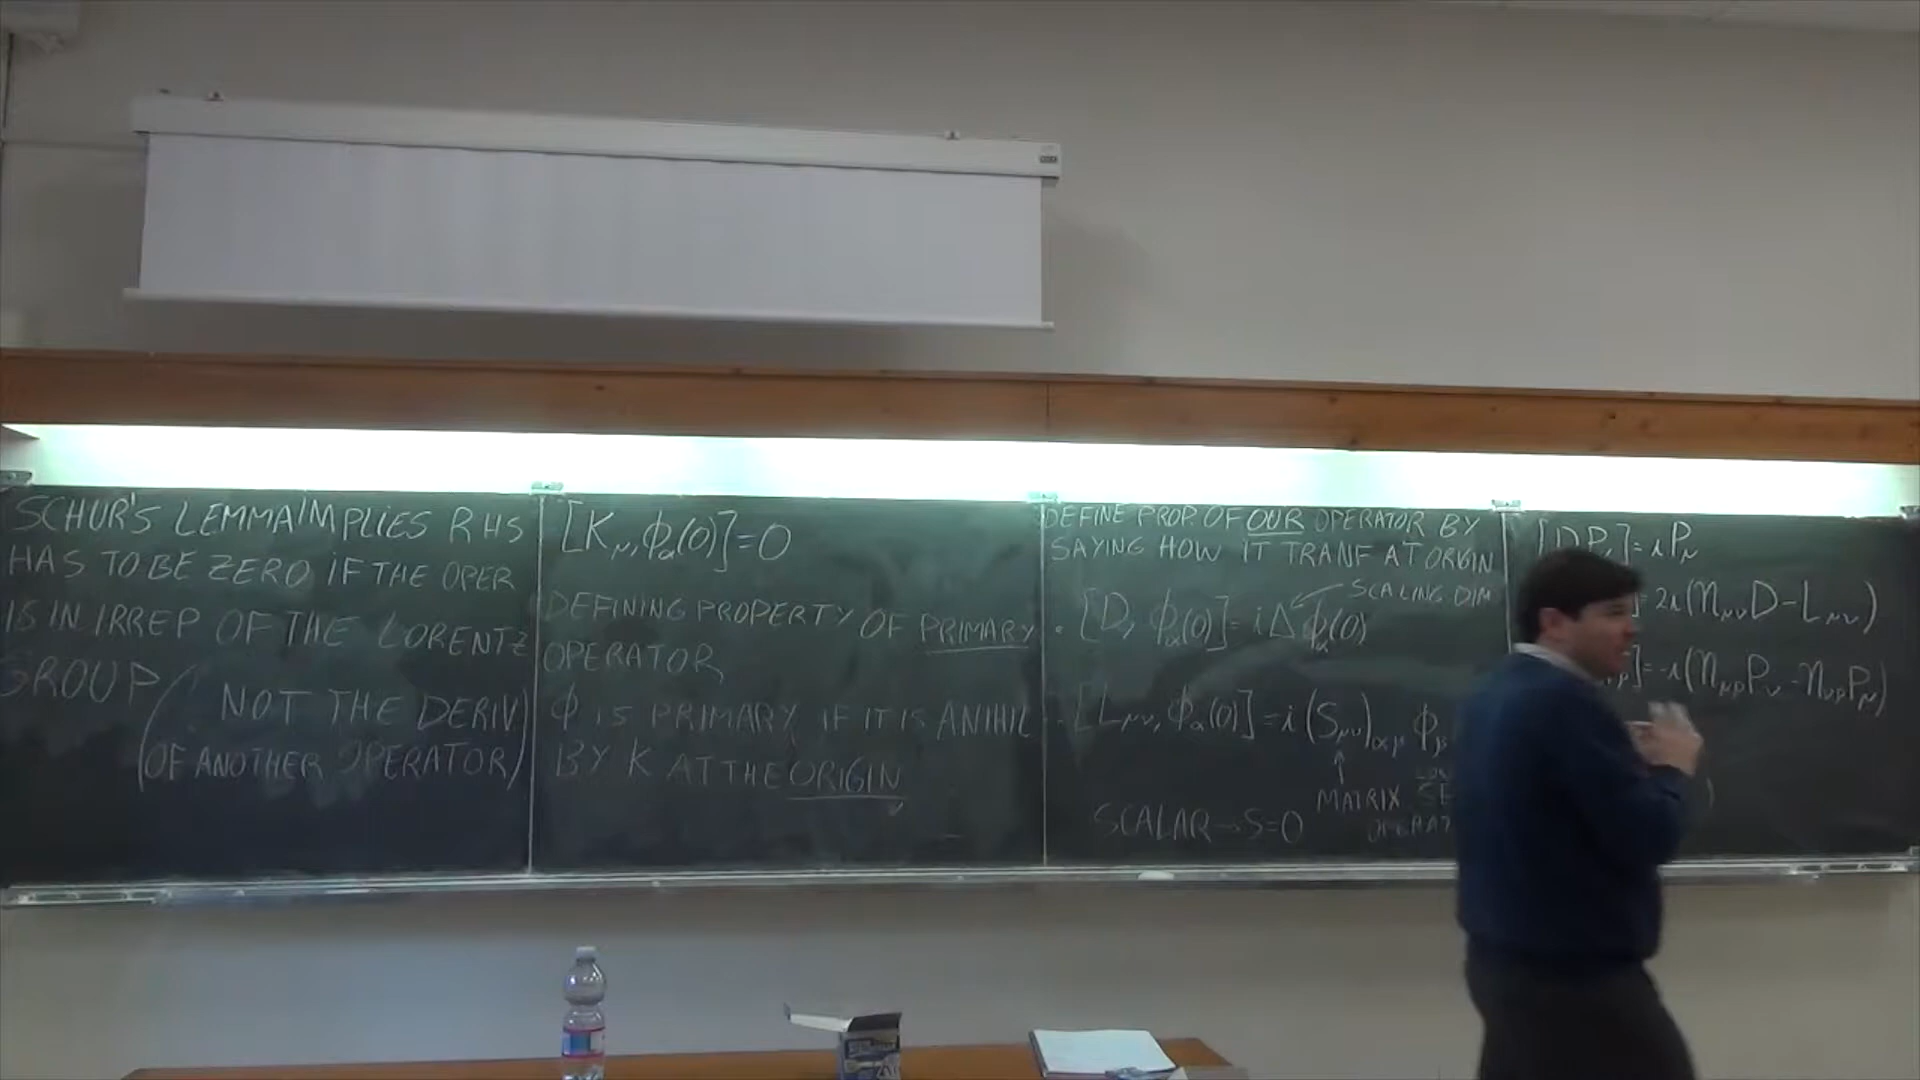 SCHUR'S LEMMA IMPLIES RHS
HAS TO BE ZERO IF THE OPER
IS IN IRREP OF THE LORENTZ
GROUP
( NOT THE DERIV.
OF ANOTHER OPERATOR)
[K_μ, ϕ_α(0)]=0
DEFINING PROPERTY OF PRIMARY
OPERATOR
ϕ IS PRIMARY IF IT IS ANIHIL
BY K AT THE ORIGIN
DEFINE PROP. OF OUR OPERATOR BY
SAYING HOW IT TRANF AT ORGIN
SCALING DIM
• [D, ϕ_α(0)]=iΔϕ_α(0)
• [L_μν, ϕ_α(0)]=i(S_μν)_αβ ϕ_β
MATRIX
SCALAR→S=0
[D,P_μ]=iP_μ
]=2i(η_μν D-L_μν)
]=-i(η_μρ P_ν-η_νρ P_μ)